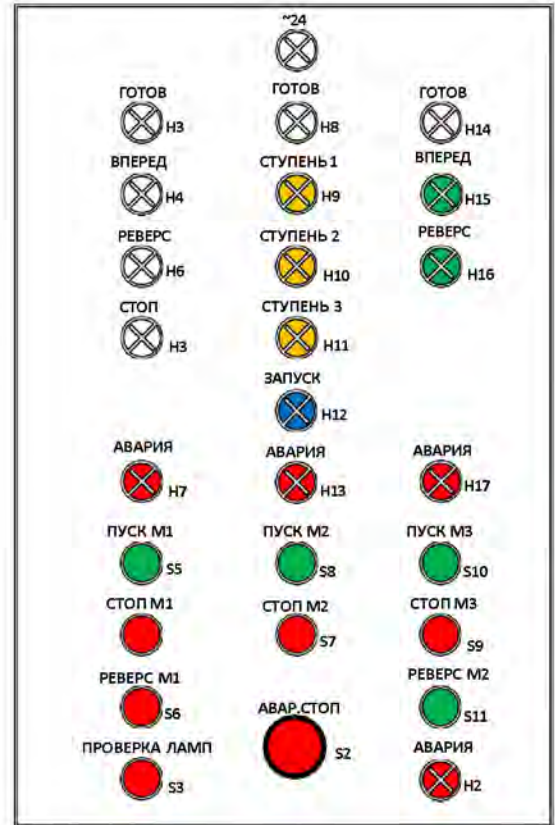 ~24
ГОТОВ ГОТОВ ГОТОВ
H3 H8 H14
ВПЕРЕД СТУПЕНЬ 1 ВПЕРЕД
H4 H9 H15
РЕВЕРС СТУПЕНЬ 2 РЕВЕРС
H6 H10 H16
СТОП СТУПЕНЬ 3
H3 H11
ЗАПУСК
H12
АВАРИЯ АВАРИЯ АВАРИЯ
H7 H13 H17
ПУСК М1 ПУСК М2 ПУСК М3
S5 S8 S10
СТОП М1 СТОП М2 СТОП М3
S7 S9
РЕВЕРС М1 АВАР.СТОП РЕВЕРС М2
S6 S2 S11
ПРОВЕРКА ЛАМП АВАРИЯ
S3 H2